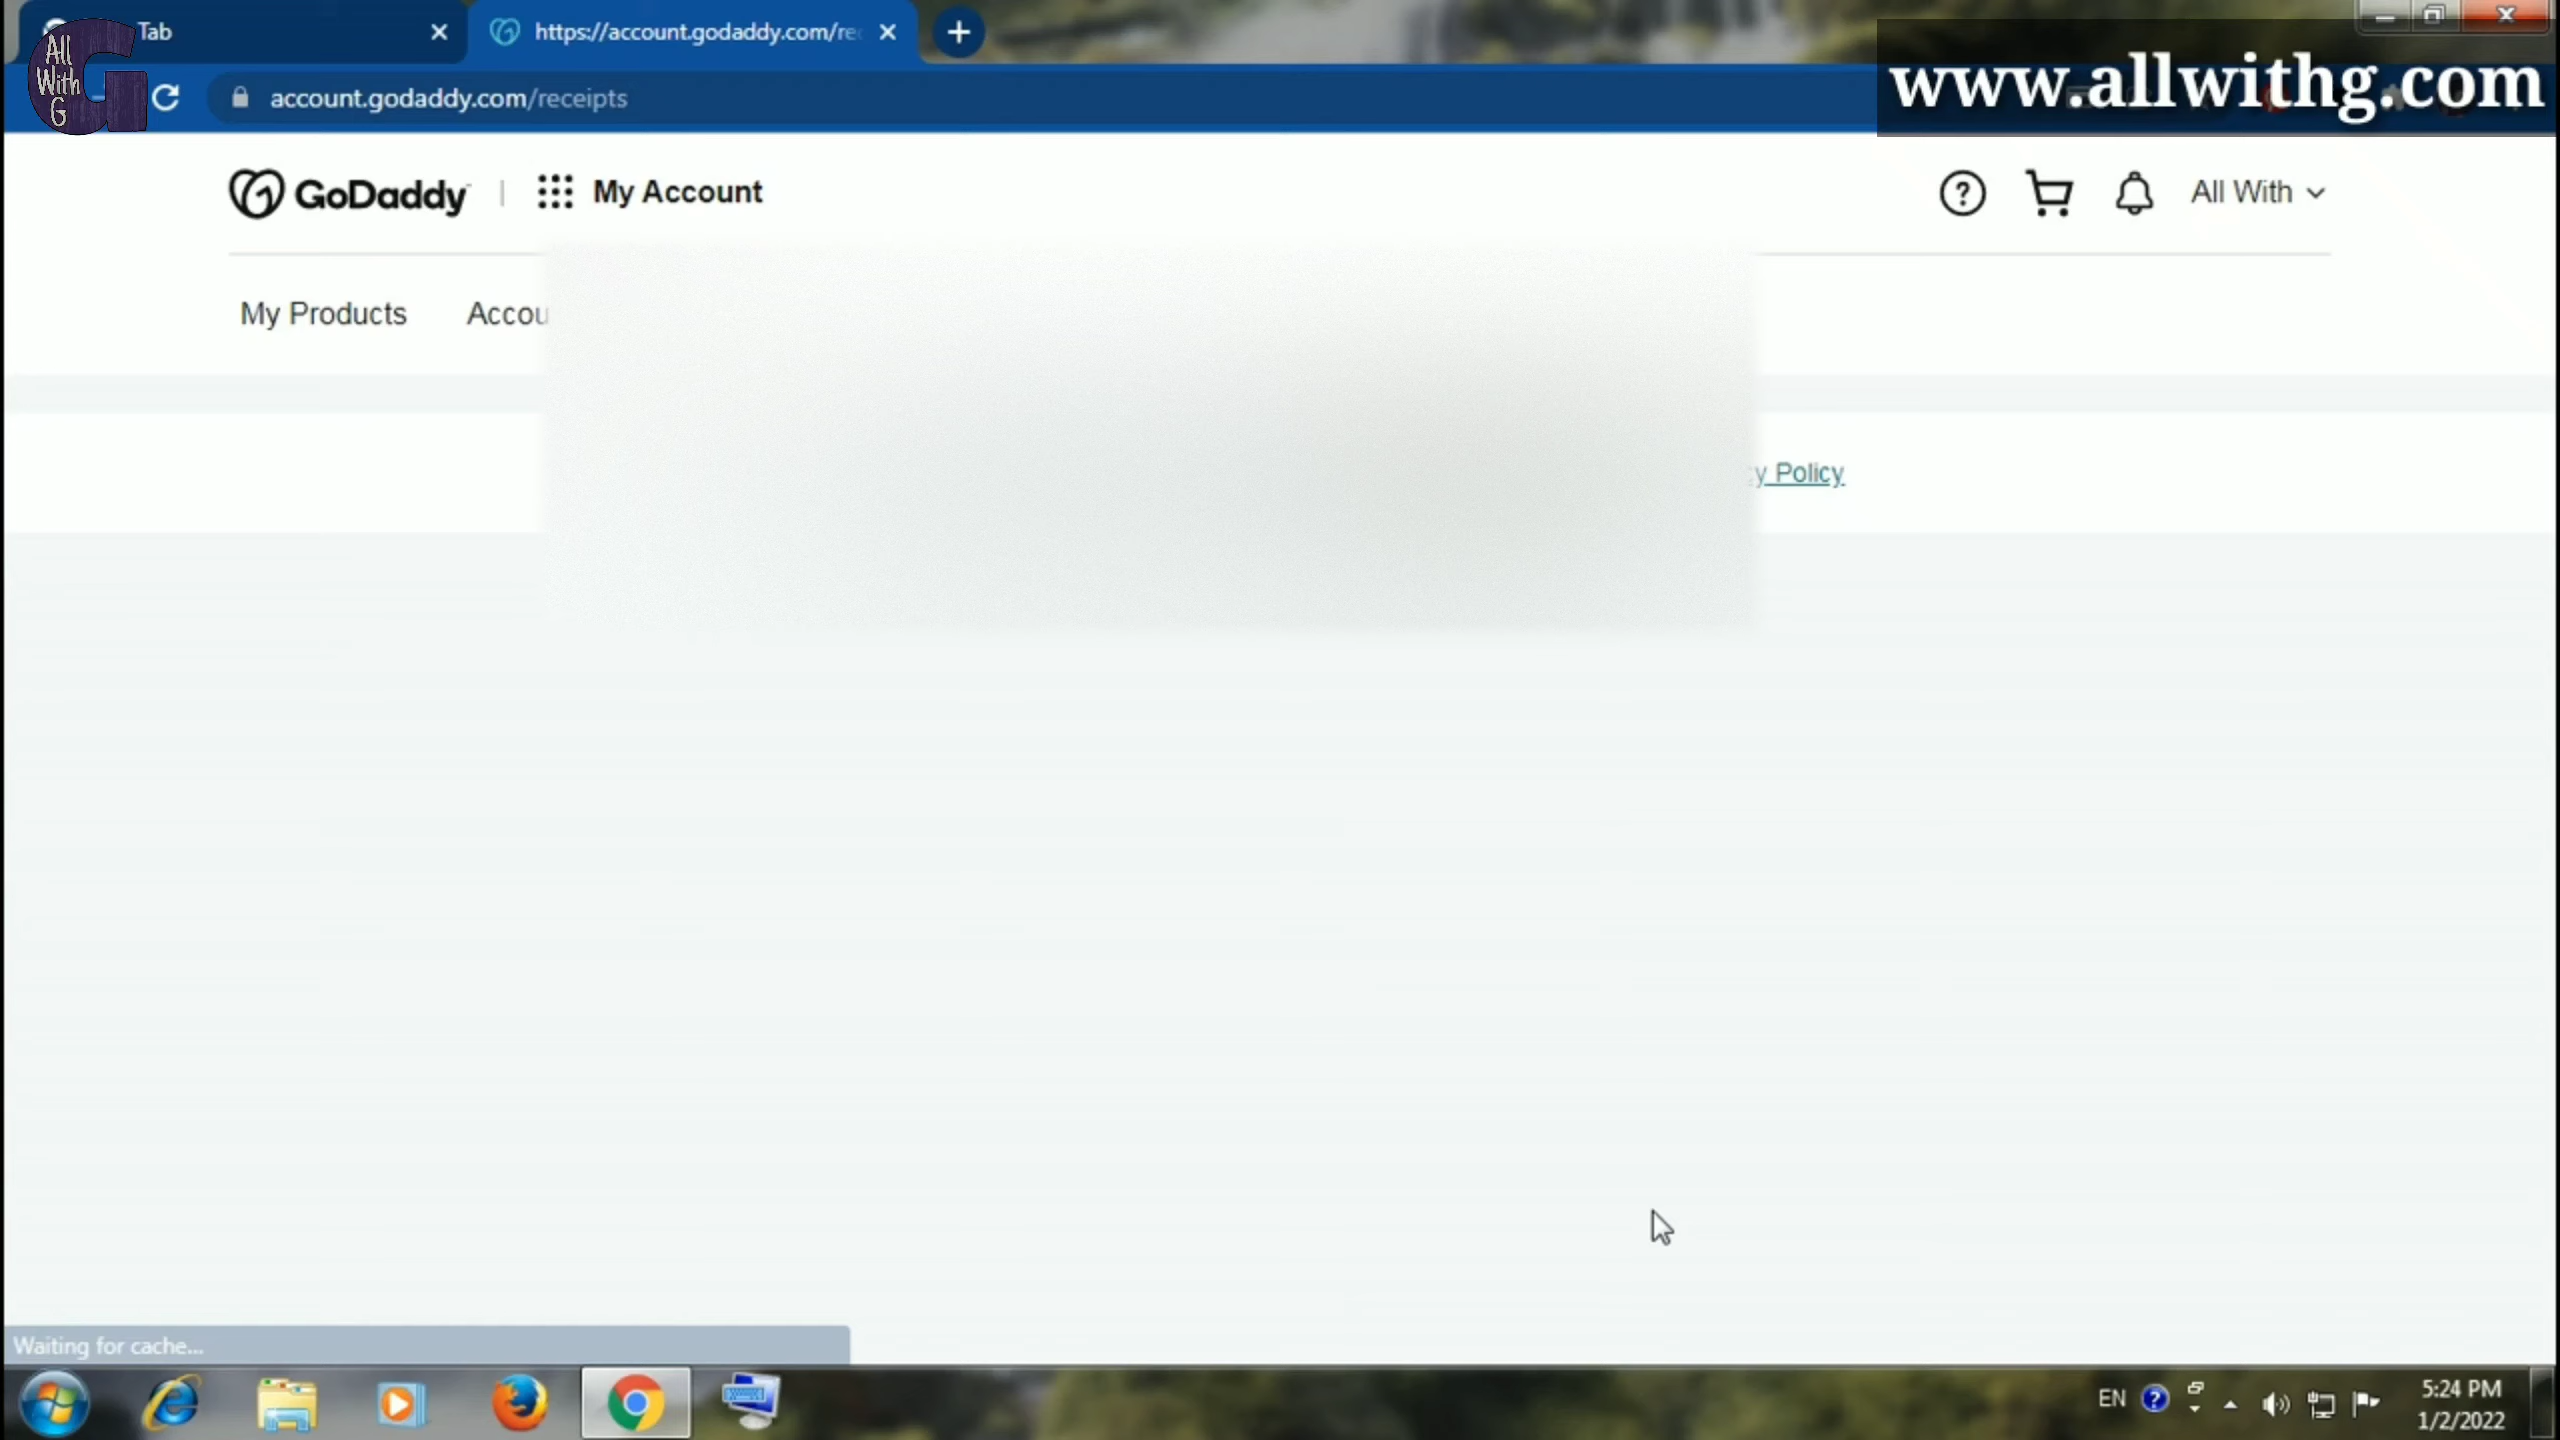 All
With
G
Tab
https://account.godaddy.com/re
account.godaddy.com/receipts
www.allwithg.com
GoDaddy
My Account
All With
My Products
Accou
y Policy
Waiting for cache...
EN
5:24 PM
1/2/2022